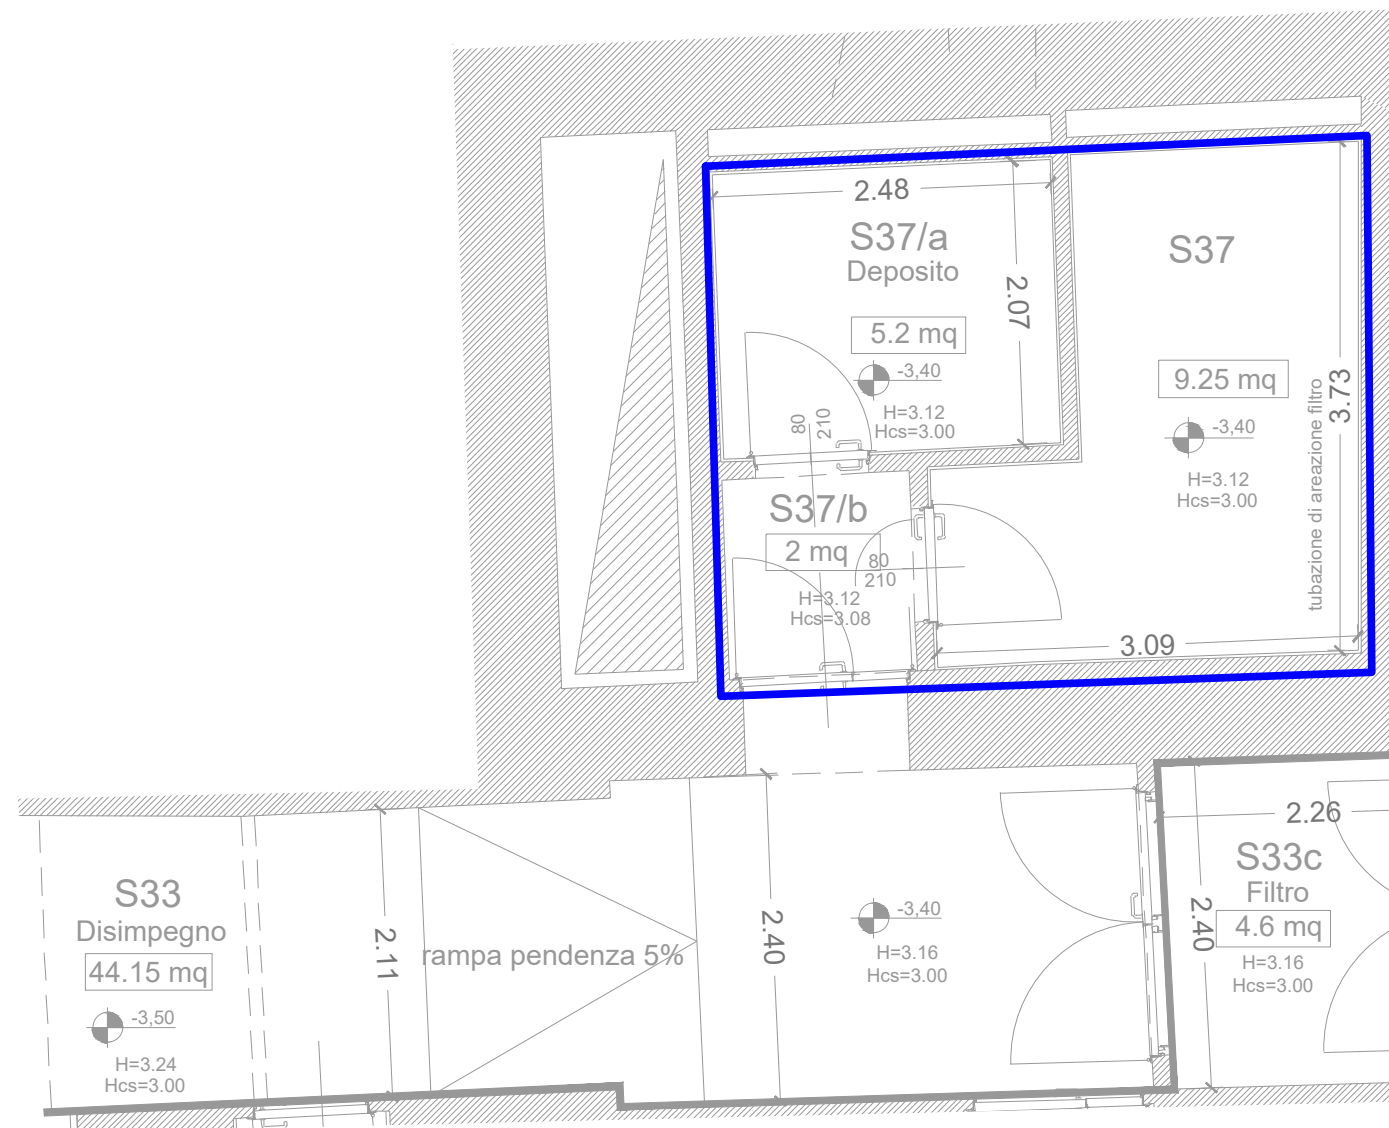 2.48
S37/a
Deposito
2.07
5.2 mq
-3,40
H=3.12
Hcs=3.00
80
210
S37
9.25 mq
-3,40
H=3.12
Hcs=3.00
tubazione di areazione filtro
3.73
S37/b
2 mq
80
210
H=3.12
Hcs=3.08
3.09
S33
Disimpegno
44.15 mq
-3,50
H=3.24
Hcs=3.00
2.11
rampa pendenza 5%
2.40
-3,40
H=3.16
Hcs=3.00
2.26
S33c
Filtro
2.40
4.6 mq
H=3.16
Hcs=3.00